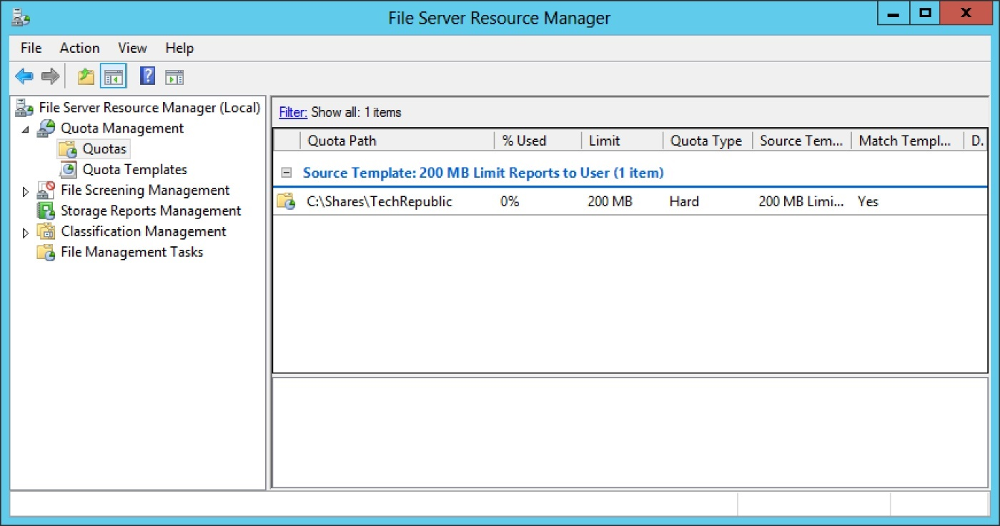 File Server Resource Manager
File Action View Help
File Server Resource Manager (Local)
Quota Management
Quotas
Quota Templates
File Screening Management
Storage Reports Management
Classification Management
File Management Tasks
Filter: Show all: 1 items
Quota Path % Used Limit Quota Type Source Tem... Match Templ... D.
Source Template: 200 MB Limit Reports to User (1 item)
C:\Shares\TechRepublic 0% 200 MB Hard 200 MB Limi... Yes